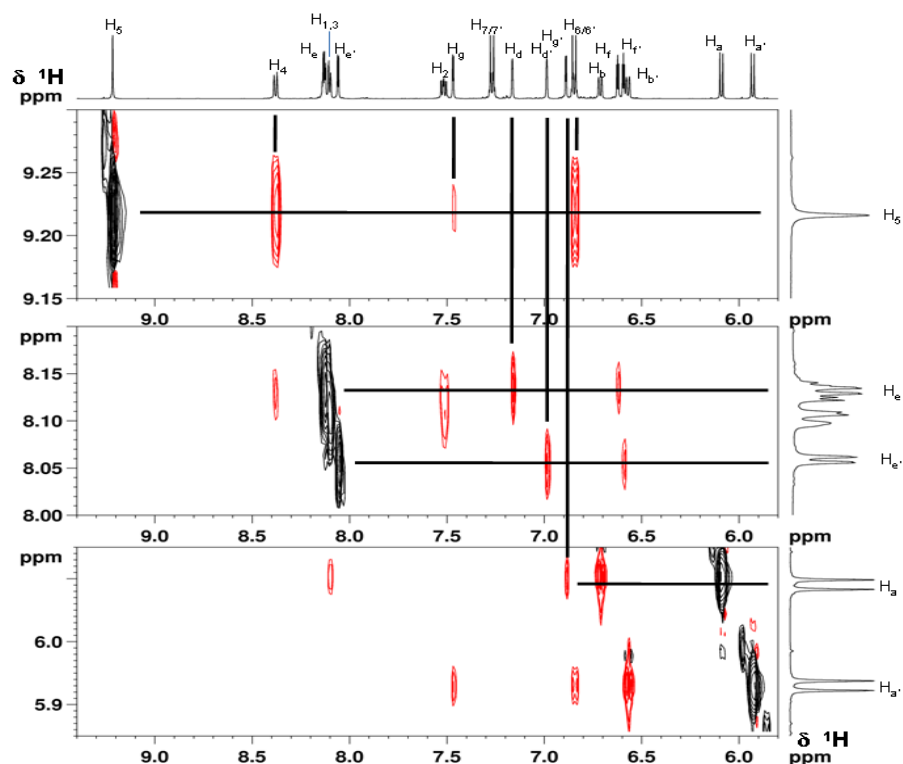 H5 H4 He H1,3 He' H2 Hg H7/7' Hd Hd' Hg' H6/6' Hb Hf Hf' Hb' Ha Ha'
δ ¹H
ppm
9.25
9.20
9.15
H5
9.0 8.5 8.0 7.5 7.0 6.5 6.0 ppm
ppm
8.15
8.10
8.05
8.00
He
He'
9.0 8.5 8.0 7.5 7.0 6.5 6.0 ppm
ppm
6.0
5.9
Ha
Ha'
δ ¹H
9.0 8.5 8.0 7.5 7.0 6.5 6.0 ppm